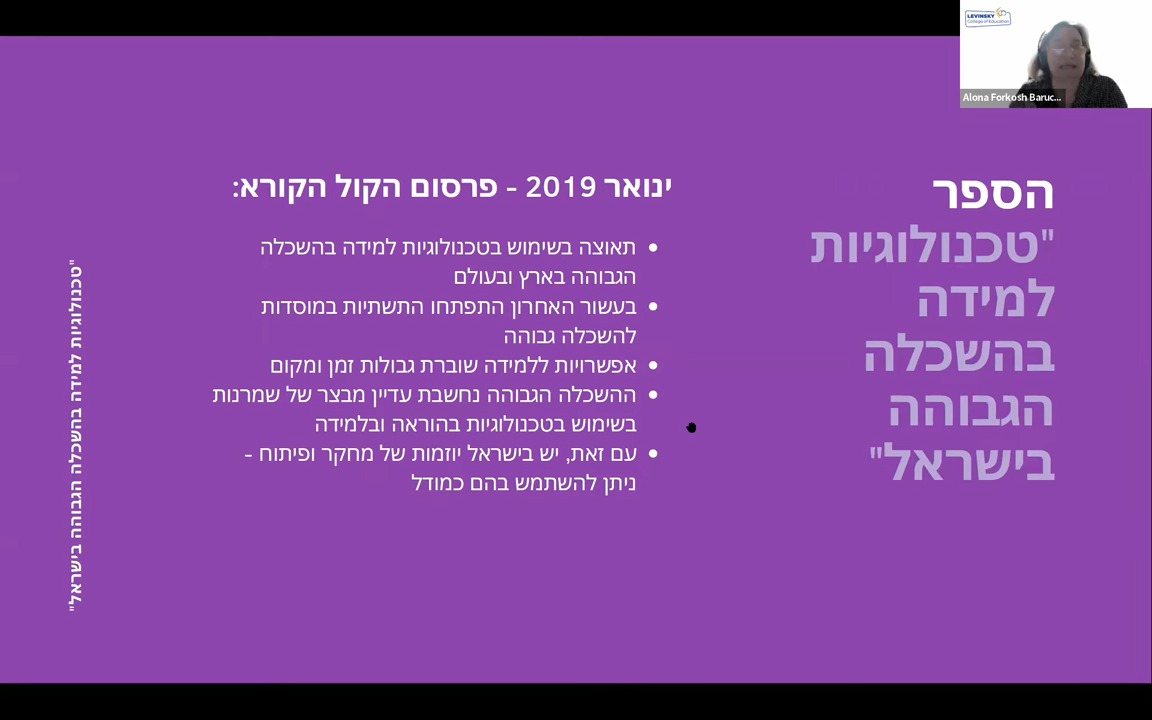 LEVINSKY
College of Education
Alona Forkosh Baruc...
הספר
"טכנולוגיות
למידה
בהשכלה
הגבוהה
בישראל"
ינואר 2019 - פרסום הקול הקורא:
• תאוצה בשימוש בטכנולוגיות למידה בהשכלה
הגבוהה בארץ ובעולם
• בעשור האחרון התפתחו התשתיות במוסדות
להשכלה גבוהה
• אפשרויות ללמידה שוברת גבולות זמן ומקום
• ההשכלה הגבוהה נחשבת עדיין מבצר של שמרנות
בשימוש בטכנולוגיות בהוראה ובלמידה
• עם זאת, יש בישראל יוזמות של מחקר ופיתוח -
ניתן להשתמש בהם כמודל
"טכנולוגיות למידה בהשכלה הגבוהה בישראל"